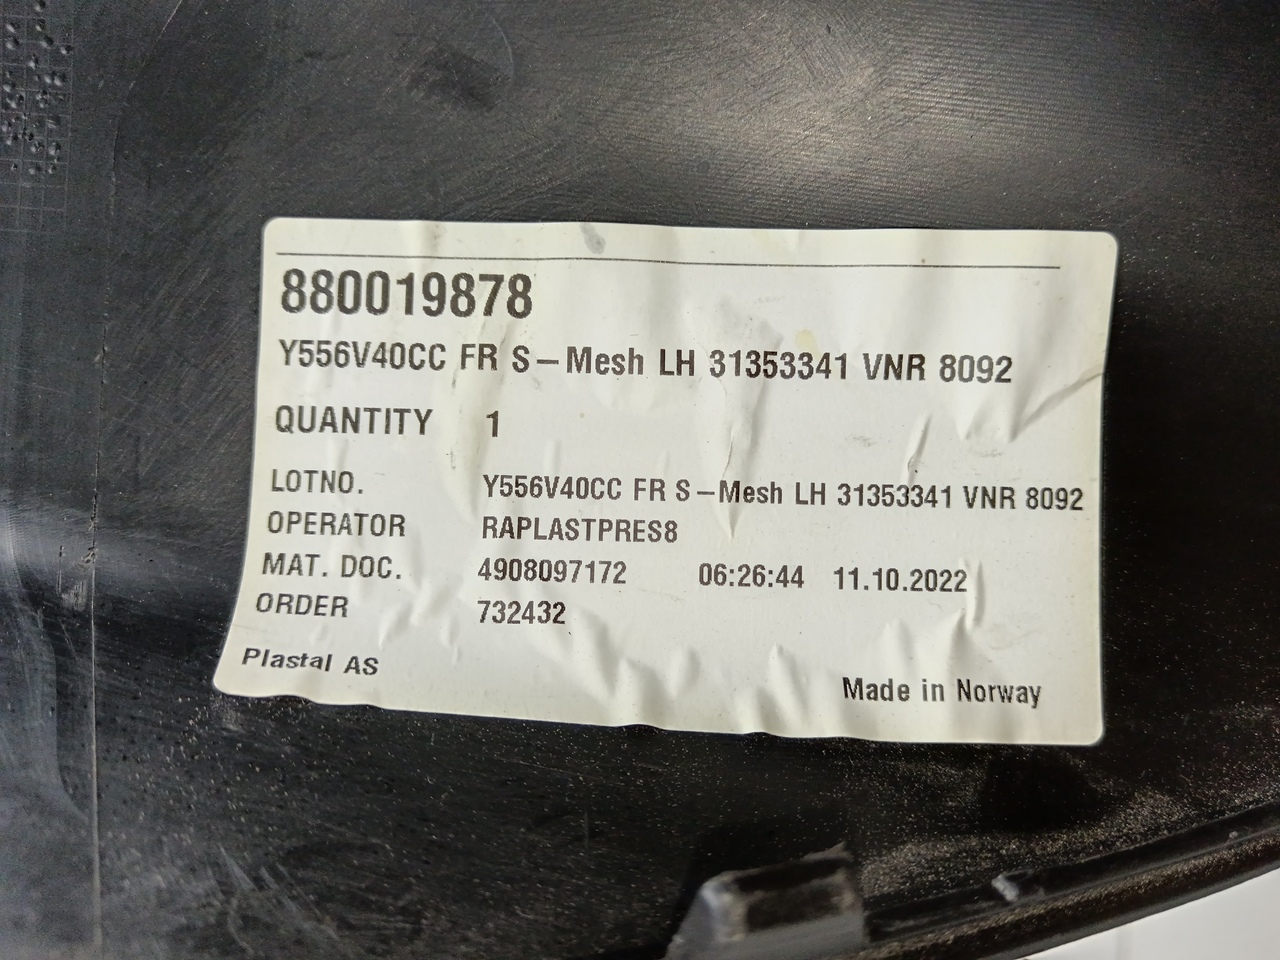 880019878
Y556V40CC FR S-Mesh LH 31353341 VNR 8092
QUANTITY 1
LOTNO. Y556V40CC FR S-Mesh LH 31353341 VNR 8092
OPERATOR RAPLASTPRES8
MAT. DOC. 4908097172 06:26:44 11.10.2022
ORDER 732432
Plastal AS Made in Norway